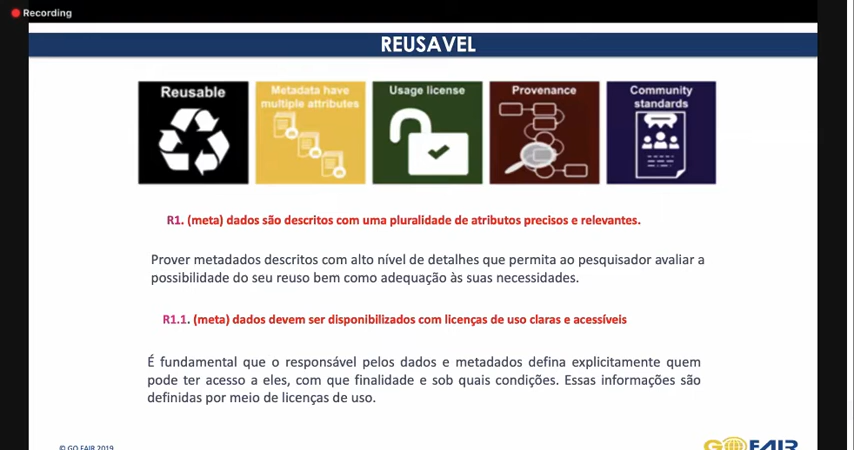 Recording
REUSAVEL
Reusable
Metadata have
multiple attributes
Usage license
Provenance
Community
standards
R1. (meta) dados são descritos com uma pluralidade de atributos precisos e relevantes.
Prover metadados descritos com alto nível de detalhes que permita ao pesquisador avaliar a
possibilidade do seu reuso bem como adequação às suas necessidades.
R1.1. (meta) dados devem ser disponibilizados com licenças de uso claras e acessíveis
É fundamental que o responsável pelos dados e metadados defina explicitamente quem
pode ter acesso a eles, com que finalidade e sob quais condições. Essas informações são
definidas por meio de licenças de uso.
© GO FAIR 2019
GO FAIR